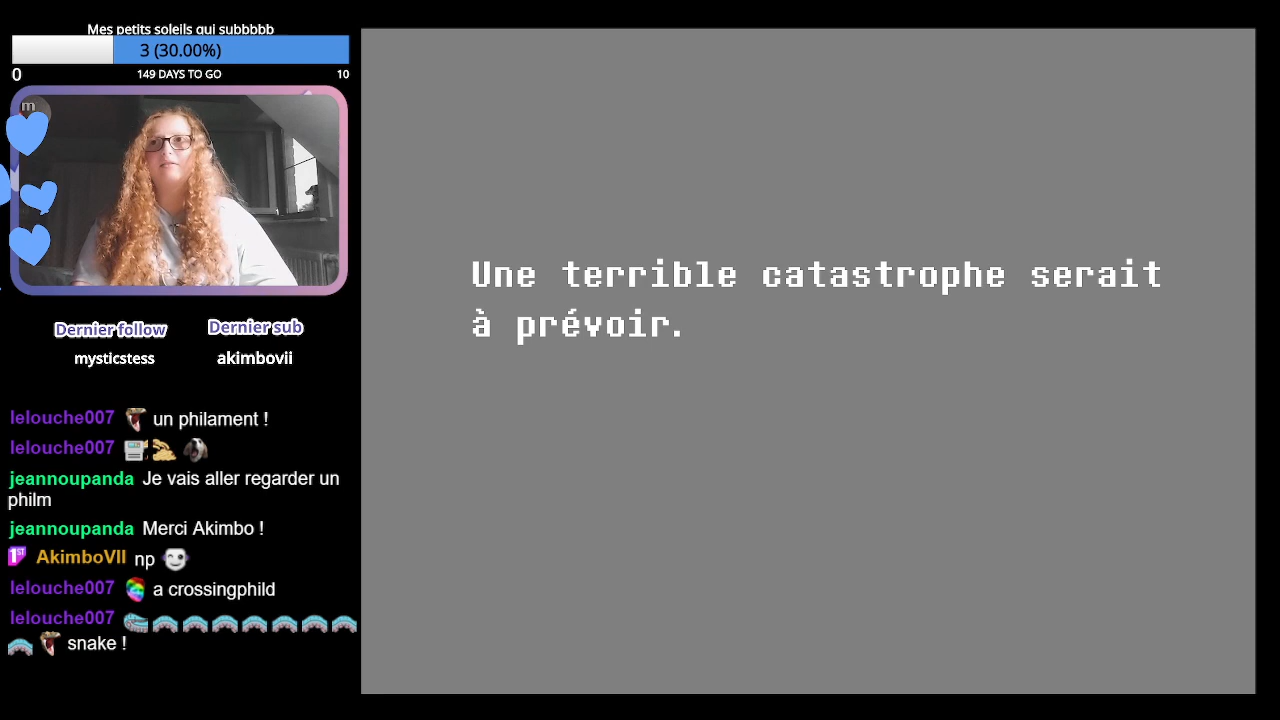 Mes petits soleils qui subbbbb
3 (30.00%)
0
149 DAYS TO GO
10
m
Dernier follow
Dernier sub
mysticstess
akimbovii
lelouche007 un philament !
lelouche007
jeannoupanda Je vais aller regarder un
philm
jeannoupanda Merci Akimbo !
1ST AkimboVII np
lelouche007 a crossingphild
lelouche007
snake !
Une terrible catastrophe serait
à prévoir.